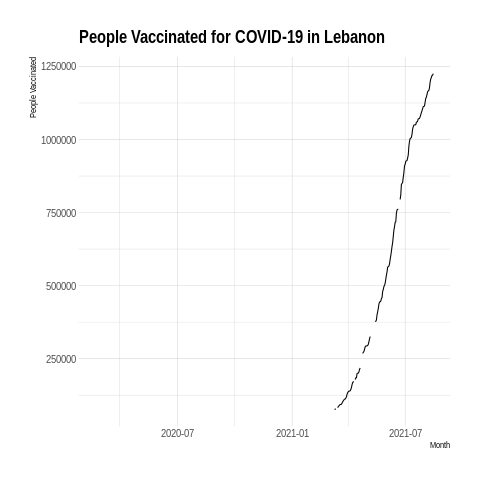 People Vaccinated for COVID-19 in Lebanon
People Vaccinated
1250000
1000000
750000
500000
250000
2020-07 2021-01 2021-07
Month